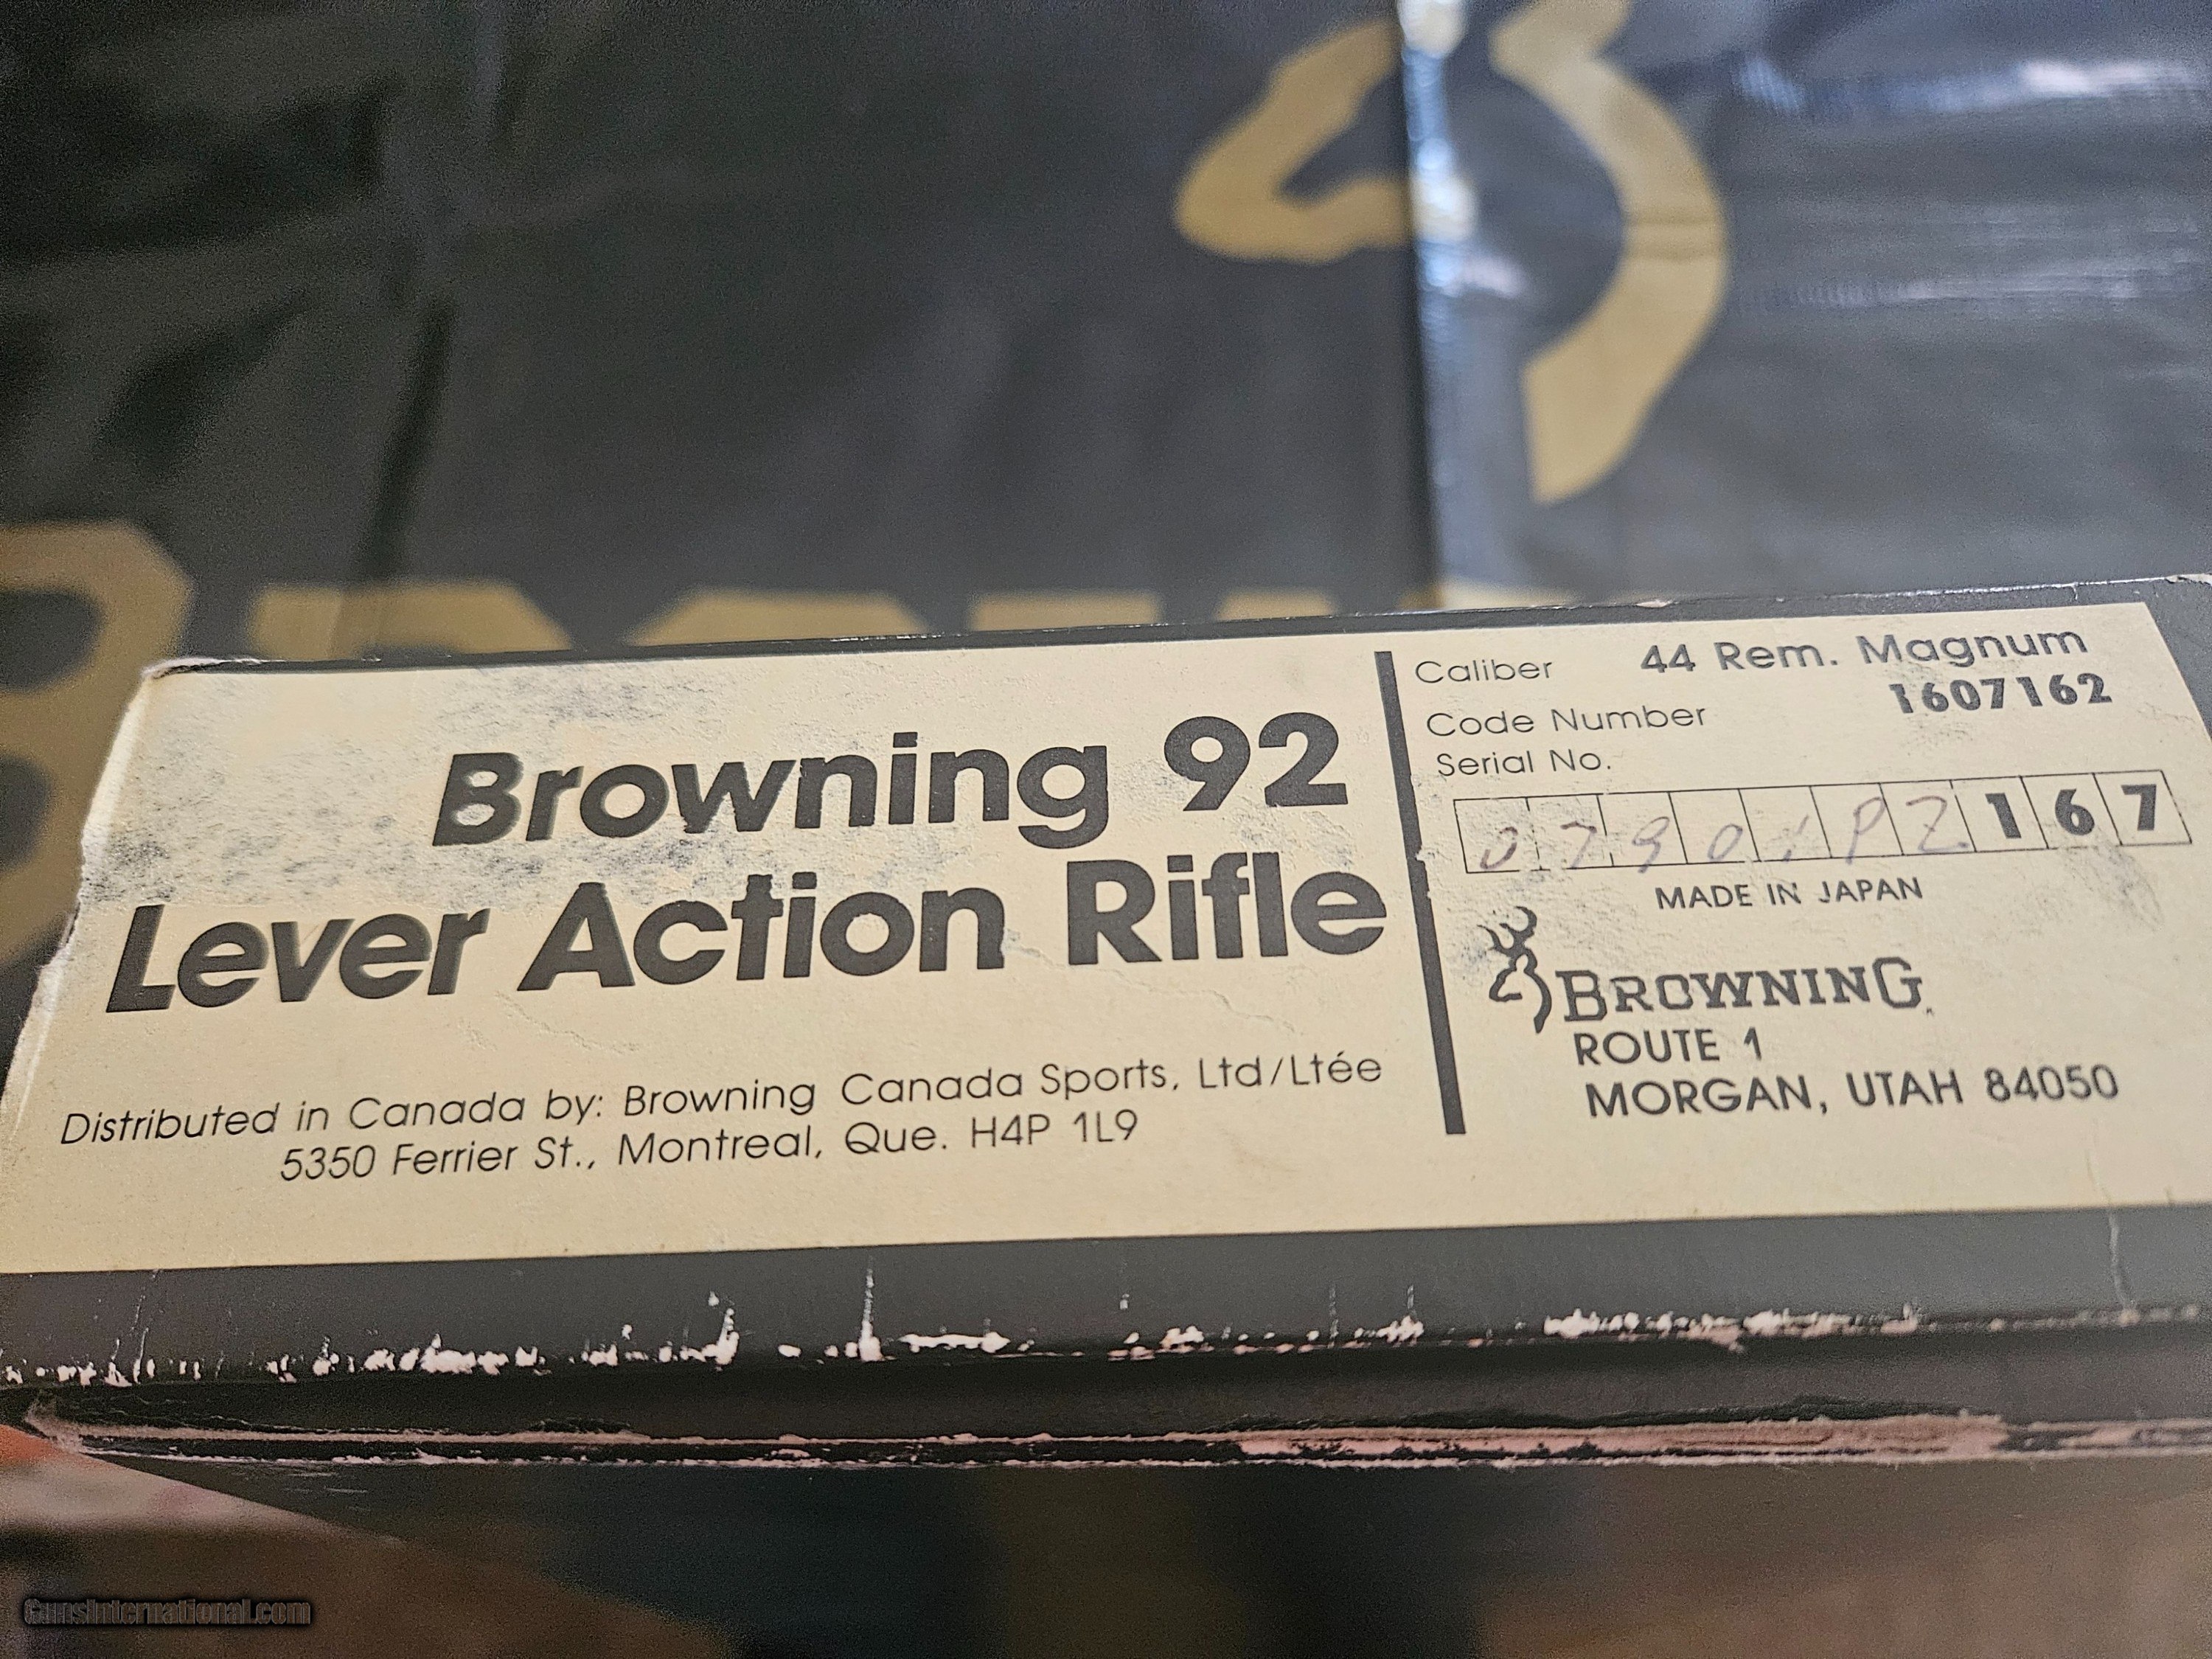 Browning 92
Lever Action Rifle
Distributed in Canada by: Browning Canada Sports, Ltd/Ltée
5350 Ferrier St., Montreal, Que. H4P 1L9
Caliber 44 Rem. Magnum
Code Number 1607162
Serial No.
07901PZ167
MADE IN JAPAN
BROWNING
ROUTE 1
MORGAN, UTAH 84050
GunsInternational.com